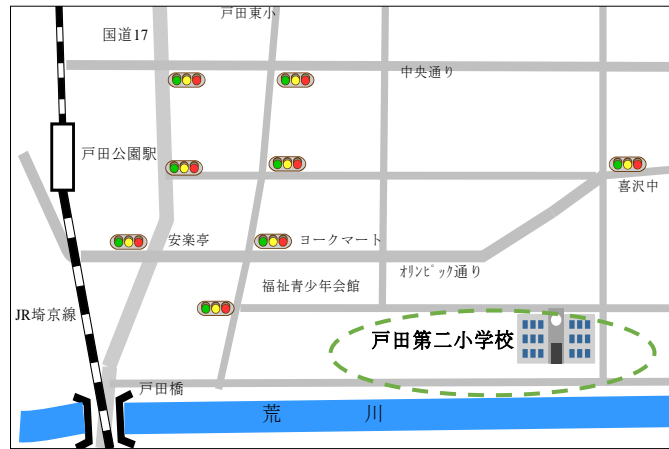 戸田東小
国道17
中央通り
戸田公園駅
喜沢中
安楽亭
ヨークマート
オリンピック通り
福祉青少年会館
JR埼京線
戸田第二小学校
戸田橋
荒 川